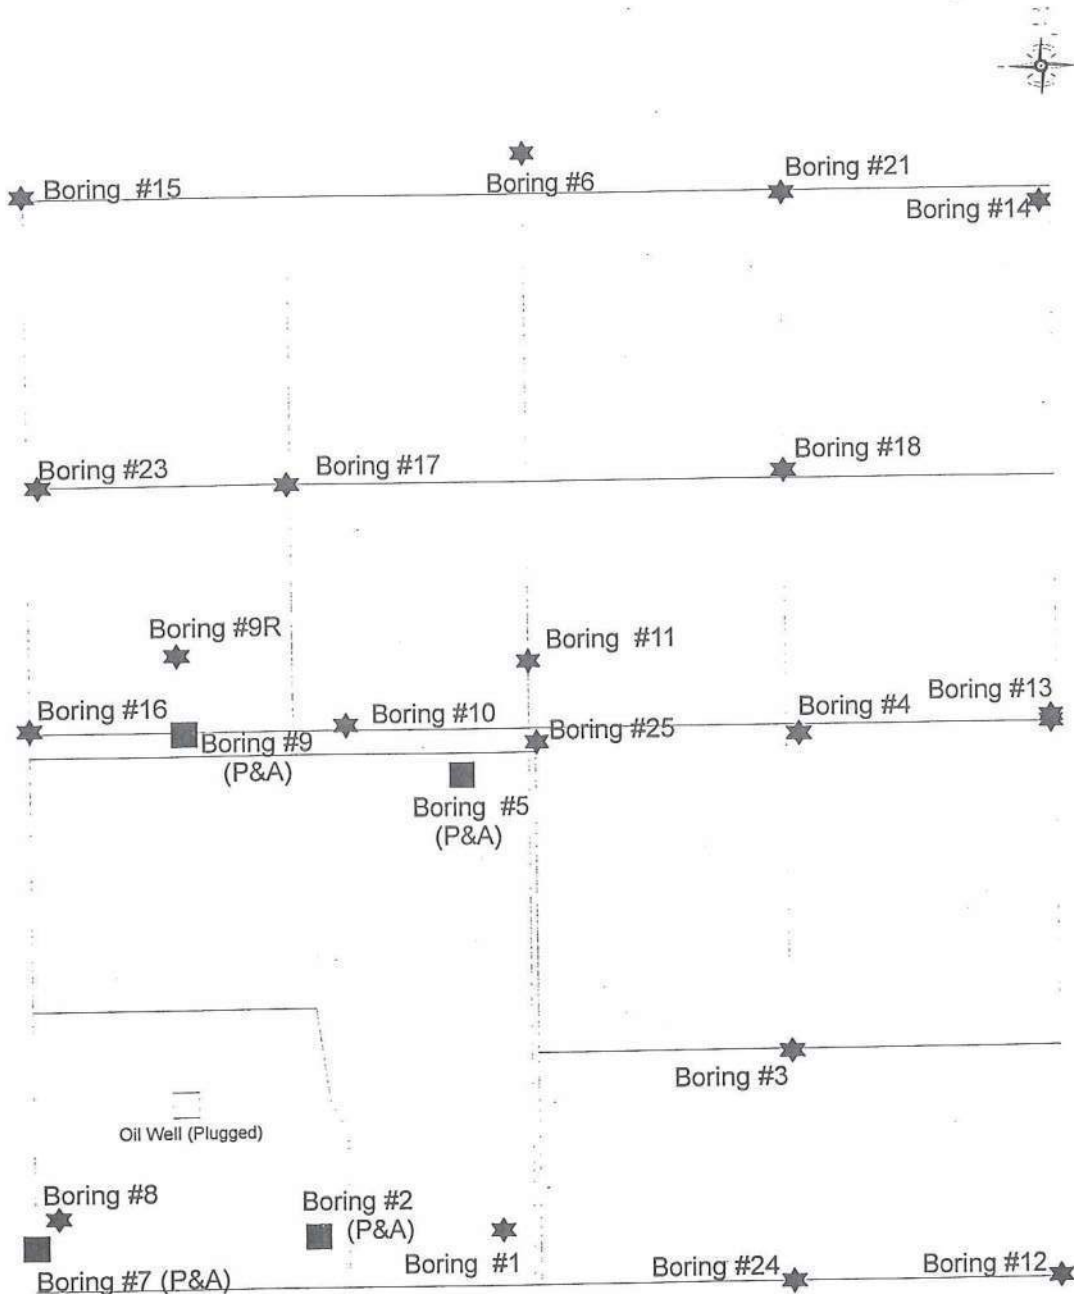 Boring #15
Boring #6
Boring #21
Boring #14
Boring #23
Boring #17
Boring #18
Boring #9R
Boring #11
Boring #16
Boring #9
(P&A)
Boring #10
Boring #25
Boring #4
Boring #13
Boring #5
(P&A)
Boring #3
Oil Well (Plugged)
Boring #8
Boring #2
(P&A)
Boring #7 (P&A)
Boring #1
Boring #24
Boring #12